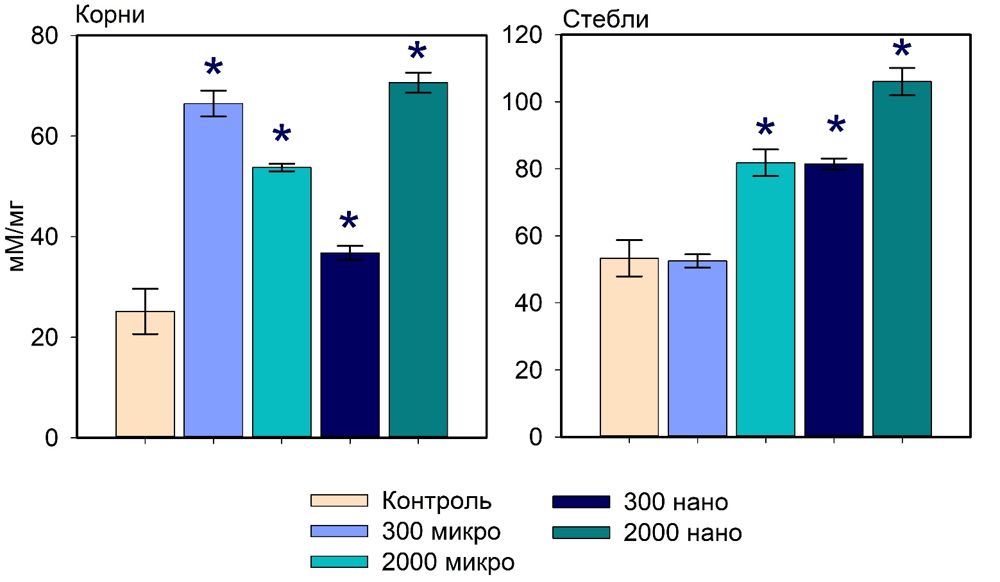 Корни
80
60
40
20
0
мМ/мг
*
*
*
*
Стебли
120
100
80
60
40
20
0
*
*
*
Контроль
300 микро
2000 микро
300 нано
2000 нано